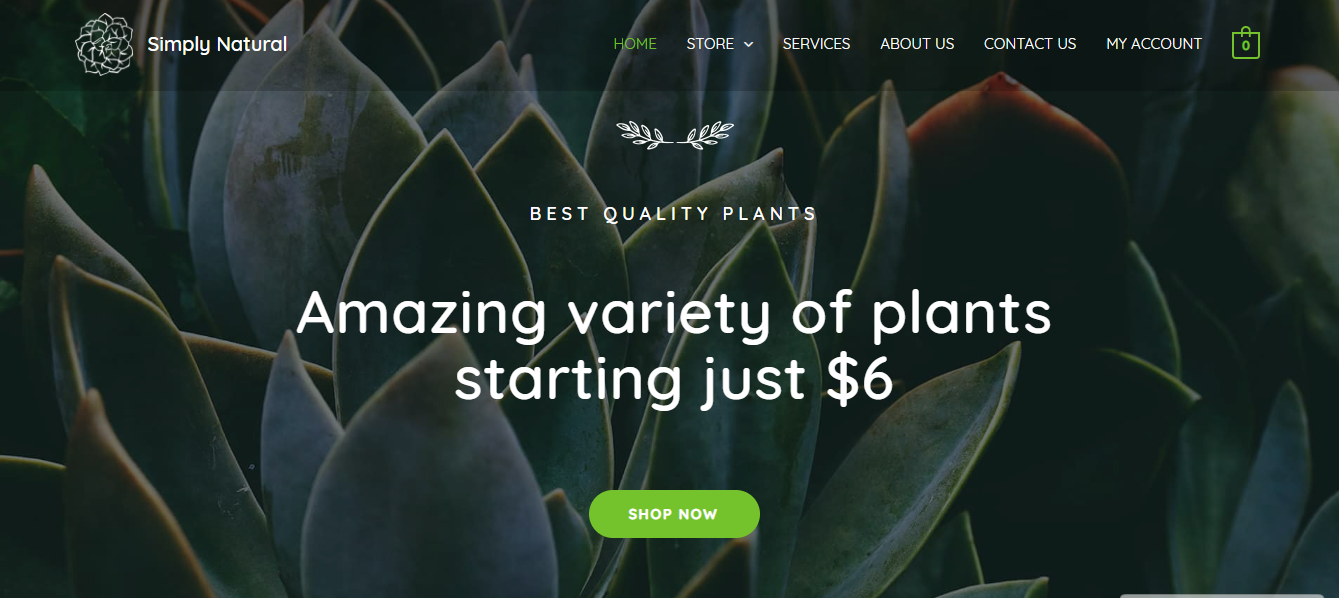 Simply Natural
HOME STORE SERVICES ABOUT US CONTACT US MY ACCOUNT 0
BEST QUALITY PLANTS
Amazing variety of plants
starting just $6
SHOP NOW